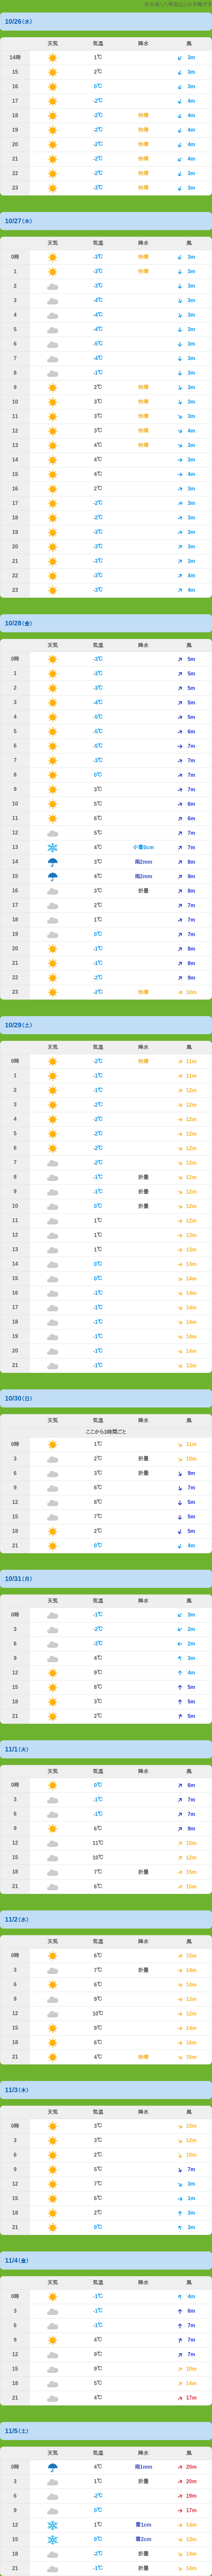 10/26(水)
天気 気温 降水 風
14時 1℃ 3m
15 2℃ 3m
16 0℃ 3m
17 -2℃ 4m
18 -2℃ 快晴 4m
19 -2℃ 快晴 4m
20 -2℃ 快晴 4m
21 -2℃ 快晴 4m
22 -2℃ 快晴 3m
23 -3℃ 快晴 3m
10/27(木)
天気 気温 降水 風
0時 -3℃ 快晴 3m
1 -3℃ 快晴 3m
2 -3℃ 3m
3 -4℃ 3m
4 -4℃ 3m
5 -4℃ 3m
6 -5℃ 3m
7 -4℃ 3m
8 -1℃ 3m
9 2℃ 快晴 3m
10 3℃ 快晴 3m
11 3℃ 快晴 3m
12 3℃ 快晴 4m
13 4℃ 快晴 3m
14 4℃ 3m
15 4℃ 4m
16 2℃ 3m
17 -2℃ 3m
18 -2℃ 3m
19 -3℃ 3m
20 -3℃ 3m
21 -3℃ 3m
22 -3℃ 4m
23 -3℃ 4m
10/28(金)
天気 気温 降水 風
0時 -3℃ 5m
1 -3℃ 5m
2 -3℃ 5m
3 -4℃ 5m
4 -5℃ 5m
5 -5℃ 6m
6 -5℃ 7m
7 -3℃ 7m
8 0℃ 7m
9 3℃ 7m
10 5℃ 6m
11 6℃ 6m
12 5℃ 7m
13 4℃ 小雪0cm 7m
14 3℃ 雨2mm 8m
15 4℃ 雨2mm 9m
16 3℃ 折曇 8m
17 2℃ 7m
18 1℃ 7m
19 0℃ 7m
20 -1℃ 8m
21 -1℃ 8m
22 -2℃ 9m
23 -2℃ 快晴 10m
10/29(土)
天気 気温 降水 風
0時 -2℃ 快晴 11m
1 -1℃ 11m
2 -1℃ 12m
3 -2℃ 12m
4 -2℃ 12m
5 -2℃ 12m
6 -2℃ 12m
7 -2℃ 12m
8 -1℃ 折曇 12m
9 -1℃ 折曇 12m
10 0℃ 折曇 12m
11 1℃ 12m
12 1℃ 13m
13 1℃ 13m
14 0℃ 13m
15 0℃ 14m
16 -1℃ 14m
17 -1℃ 14m
18 -1℃ 14m
19 -1℃ 14m
20 -1℃ 14m
21 -1℃ 13m
10/30(日)
天気 気温 降水 風
ここから3時間ごと
0時 1℃ 11m
3 2℃ 折曇 10m
6 3℃ 折曇 9m
9 6℃ 7m
12 8℃ 5m
15 7℃ 5m
18 2℃ 5m
21 0℃ 4m
10/31(月)
天気 気温 降水 風
0時 -1℃ 3m
3 -2℃ 2m
6 -3℃ 2m
9 4℃ 3m
12 9℃ 4m
15 8℃ 5m
18 3℃ 5m
21 2℃ 5m
11/1(火)
天気 気温 降水 風
0時 0℃ 6m
3 -1℃ 7m
6 -1℃ 7m
9 6℃ 9m
12 11℃ 10m
15 10℃ 12m
18 7℃ 折曇 15m
21 6℃ 15m
11/2(水)
天気 気温 降水 風
0時 6℃ 15m
3 7℃ 折曇 14m
6 6℃ 14m
9 9℃ 13m
12 10℃ 12m
15 9℃ 14m
18 6℃ 16m
21 4℃ 快晴 15m
11/3(木)
天気 気温 降水 風
0時 3℃ 15m
3 3℃ 12m
6 2℃ 10m
9 5℃ 7m
12 7℃ 3m
15 6℃ 1m
18 2℃ 3m
21 0℃ 3m
11/4(金)
天気 気温 降水 風
0時 -1℃ 4m
3 -1℃ 6m
6 -1℃ 7m
9 4℃ 7m
12 9℃ 7m
15 9℃ 10m
18 5℃ 14m
21 4℃ 17m
11/5(土)
天気 気温 降水 風
0時 4℃ 雨1mm 20m
3 1℃ 折曇 20m
6 -2℃ 19m
9 0℃ 17m
12 1℃ 雪1cm 14m
15 0℃ 雪2cm 13m
18 -2℃ 折曇 14m
21 -1℃ 折曇 14m